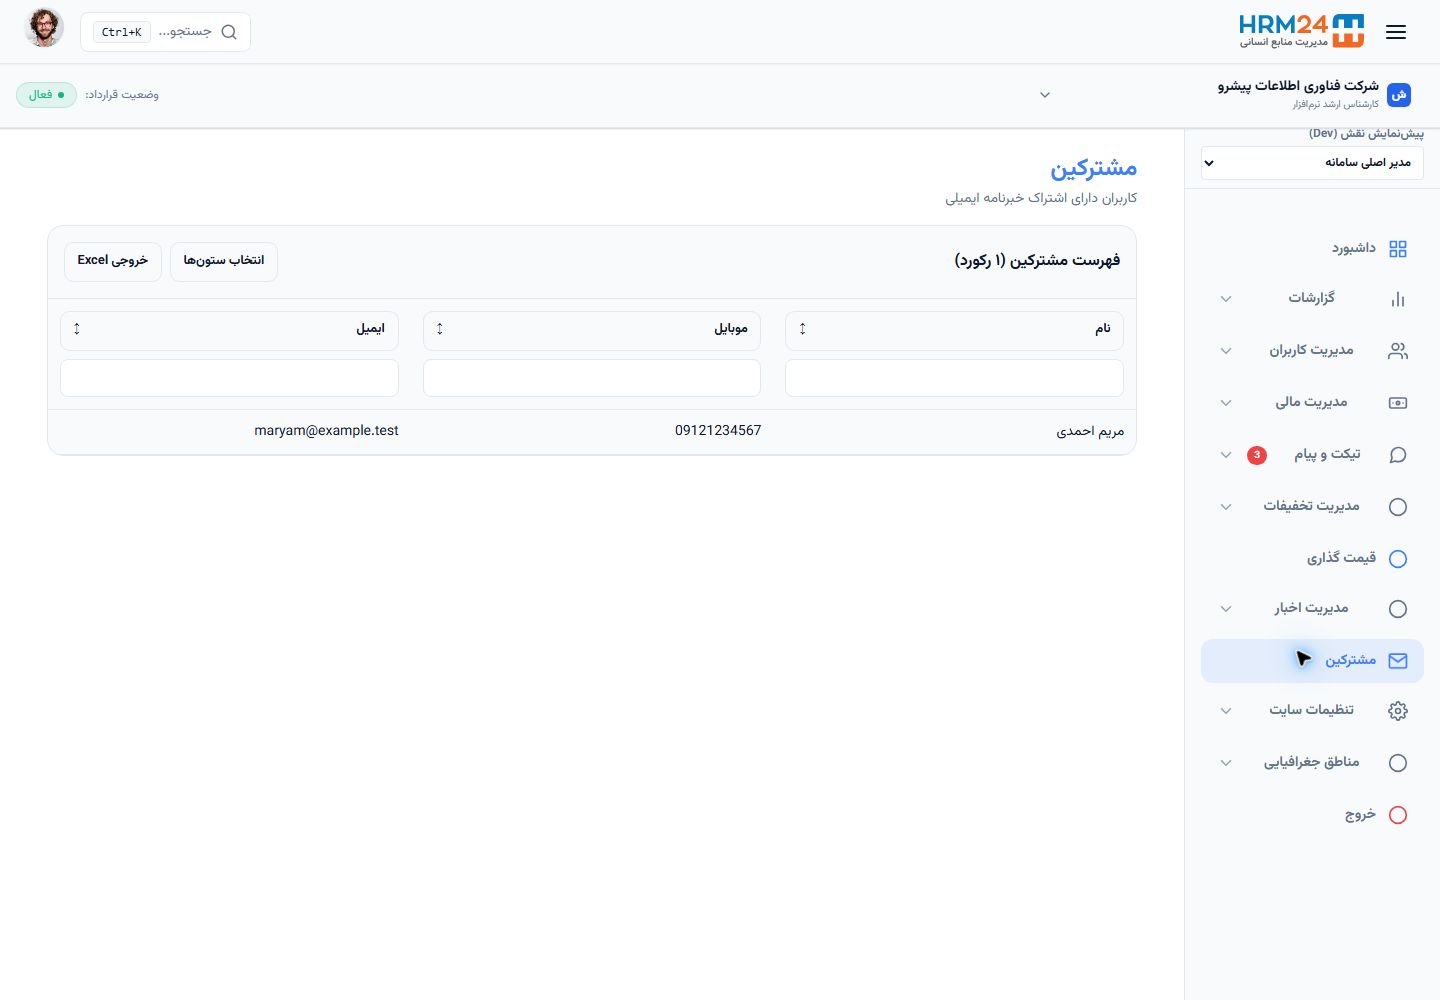 HRM24
مدیریت منابع انسانی
جستجو...
Ctrl+K
شرکت فناوری اطلاعات پیشرو
ش
کارشناس ارشد نرم‌افزار
وضعیت قرارداد:
فعال
پیش‌نمایش نقش (Dev)
مدیر اصلی سامانه
داشبورد
گزارشات
مدیریت کاربران
مدیریت مالی
تیکت و پیام
3
مدیریت تخفیفات
قیمت گذاری
مدیریت اخبار
مشترکین
تنظیمات سایت
مناطق جغرافیایی
خروج
مشترکین
کاربران دارای اشتراک خبرنامه ایمیلی
فهرست مشترکین (۱ رکورد)
انتخاب ستون‌ها
خروجی Excel
نام
موبایل
ایمیل
مریم احمدی
09121234567
maryam@example.test